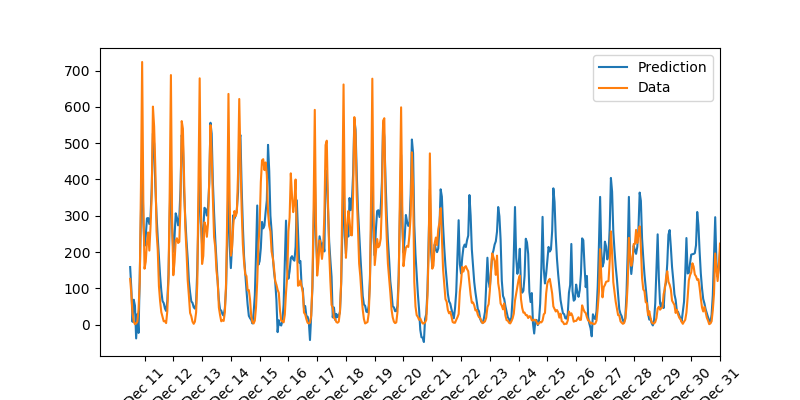 Prediction
Data
700
600
500
400
300
200
100
0
Dec 11
Dec 12
Dec 13
Dec 14
Dec 15
Dec 16
Dec 17
Dec 18
Dec 19
Dec 20
Dec 21
Dec 22
Dec 23
Dec 24
Dec 25
Dec 26
Dec 27
Dec 28
Dec 29
Dec 30
Dec 31